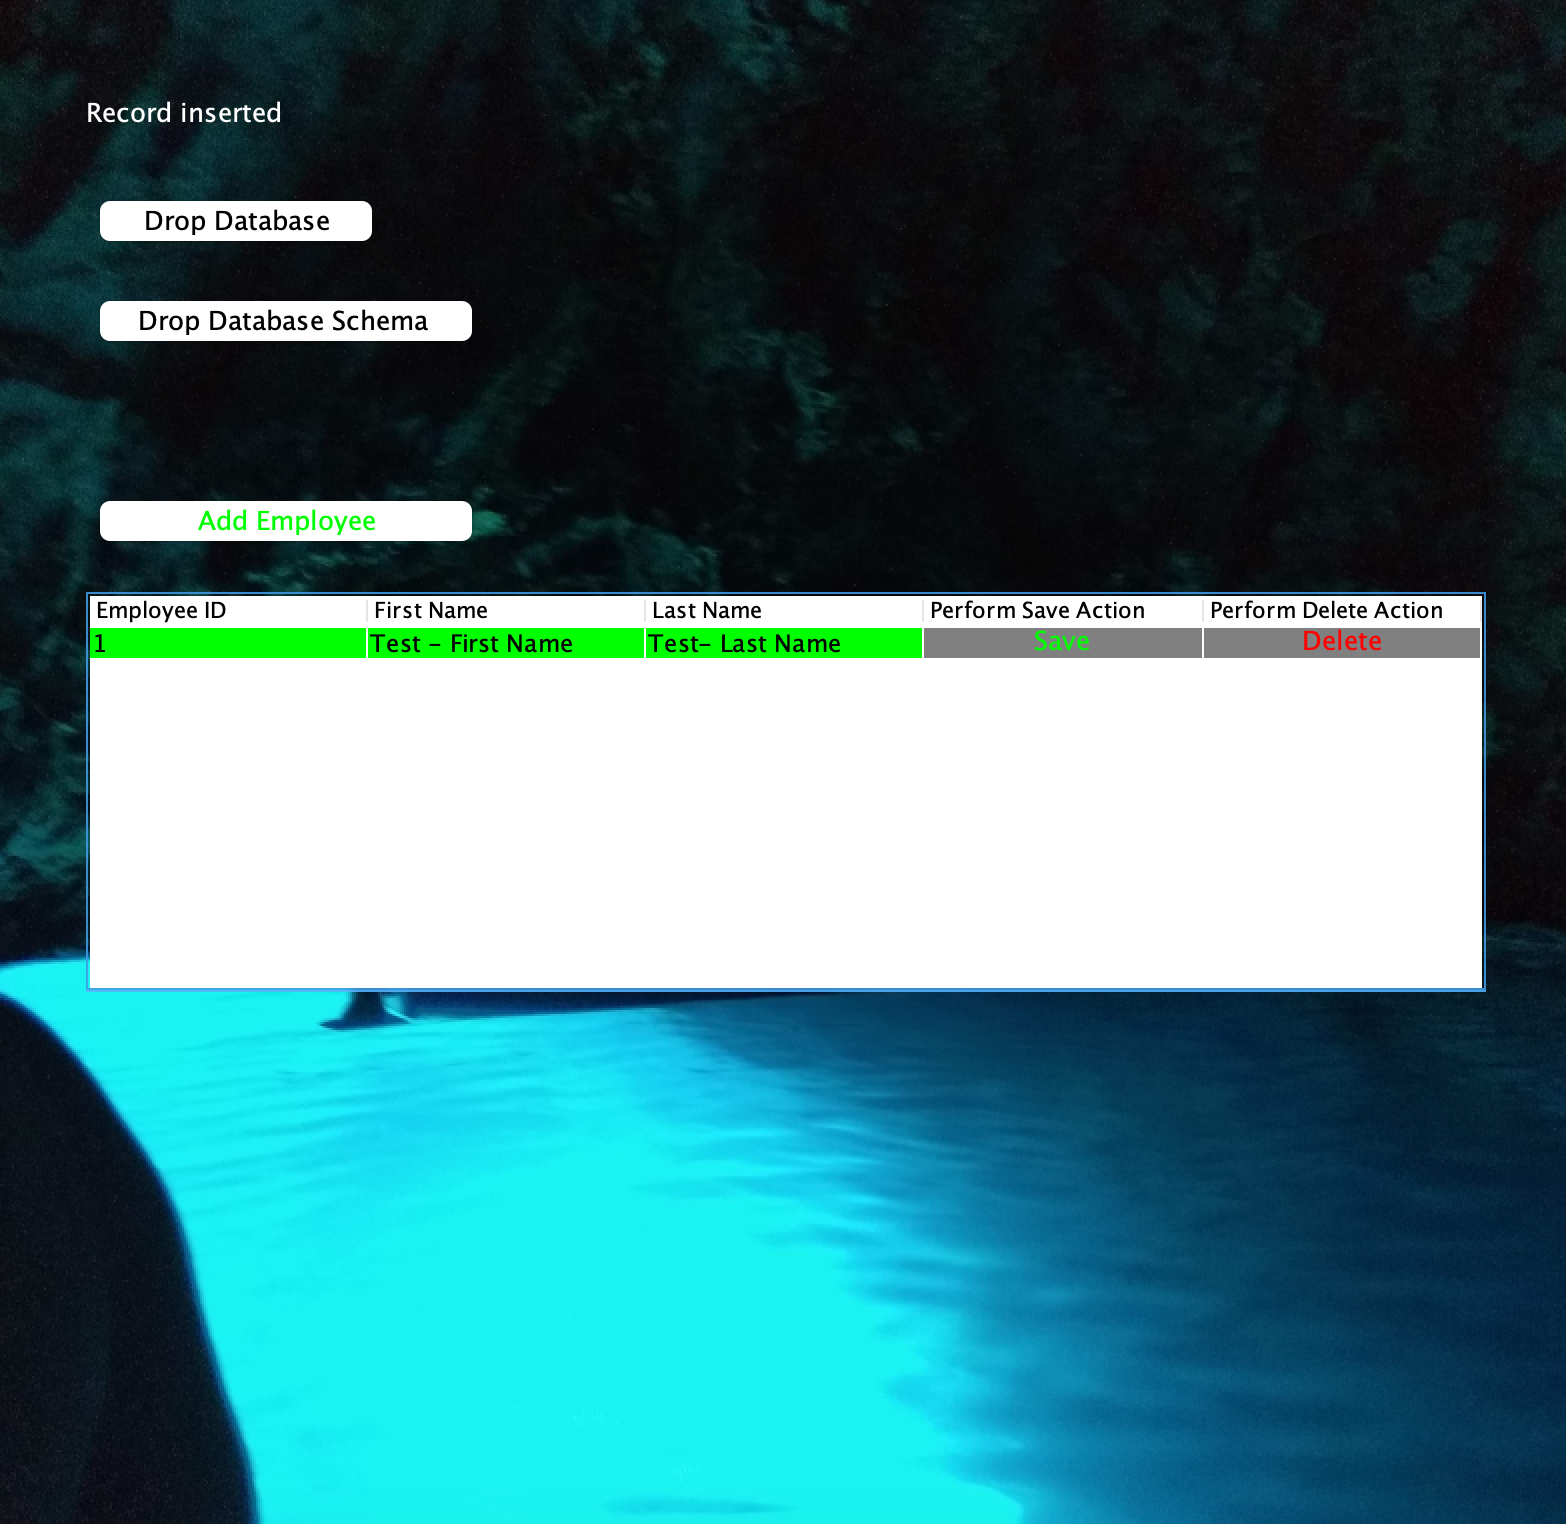 Record inserted
Drop Database
Drop Database Schema
Add Employee
Employee ID First Name Last Name Perform Save Action Perform Delete Action
1 Test - First Name Test- Last Name Save Delete